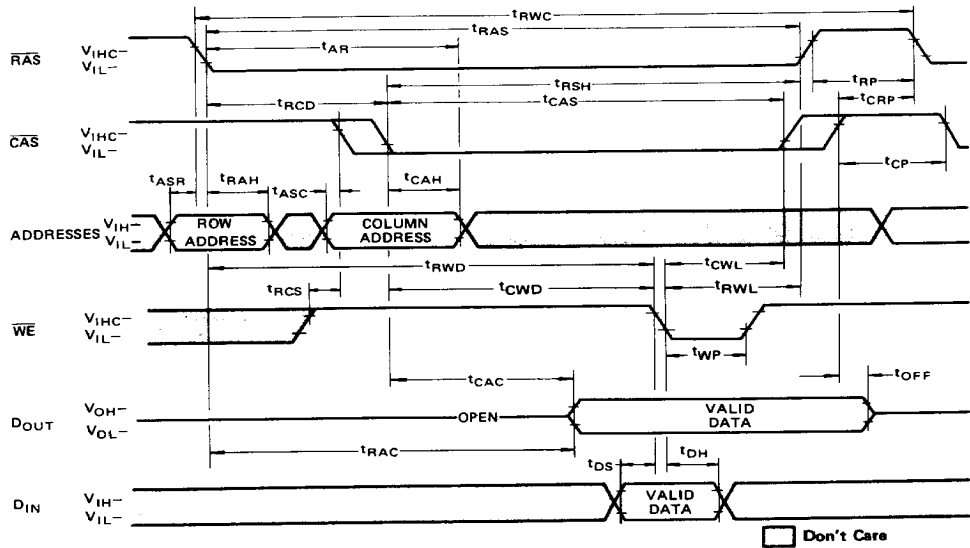 tRWC
tRAS
tAR
RAS VIHC– VIL–
tRP
tRSH
tRCD
tCAS
tCRP
CAS VIHC– VIL–
tCP
tASR tRAH tASC tCAH
ADDRESSES VIH– VIL–
ROW ADDRESS
COLUMN ADDRESS
tRWD
tCWL
tRCS
tCWD
tRWL
WE VIHC– VIL–
tWP
tCAC
tOFF
DOUT VOH– VOL–
OPEN
VALID DATA
tRAC
tDS
tDH
DIN VIH– VIL–
VALID DATA
Don't Care